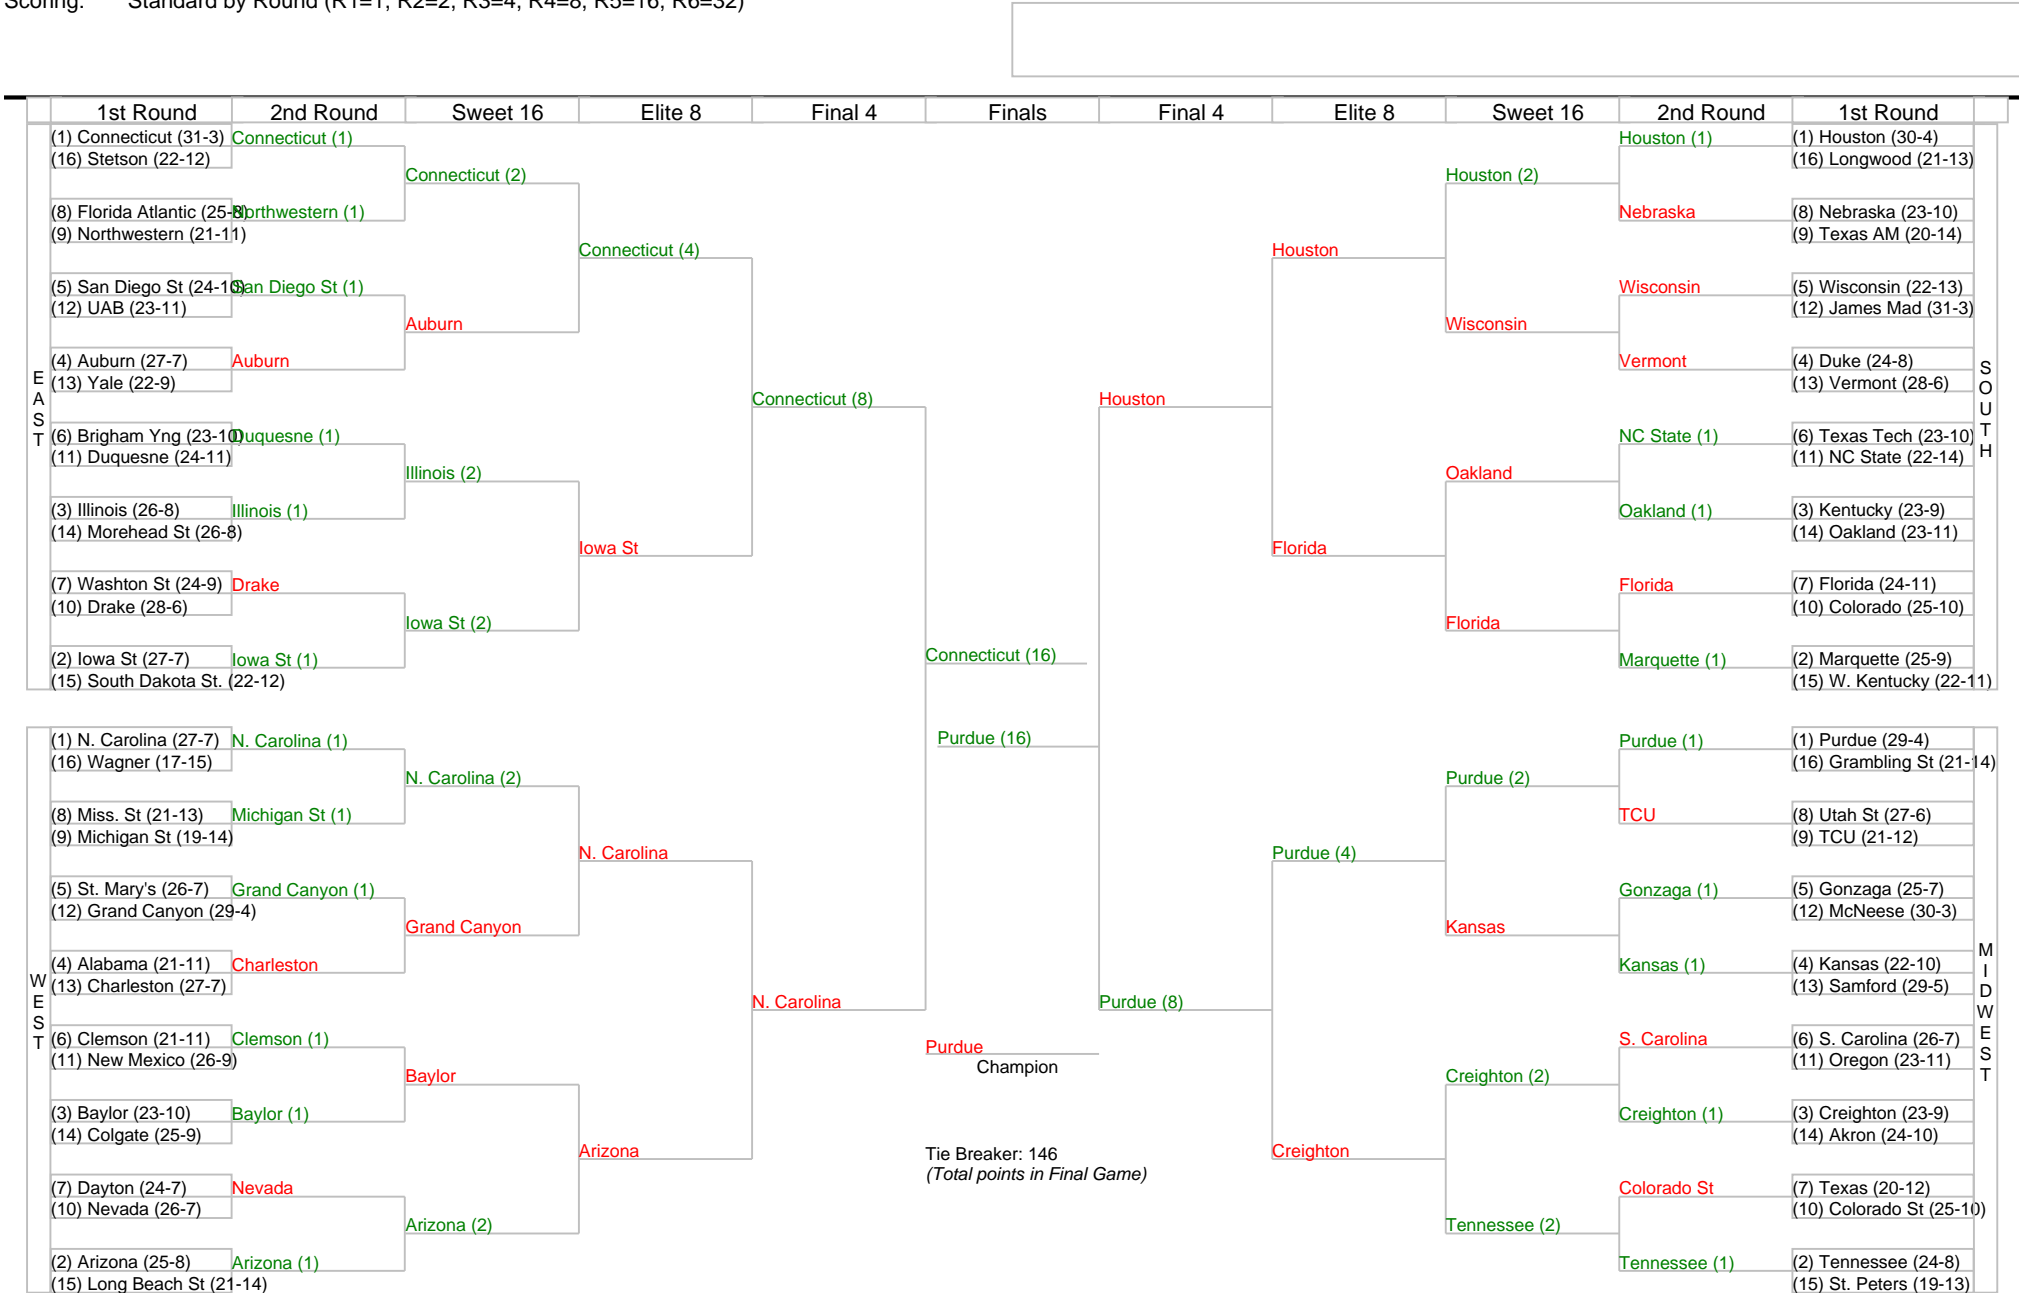 Scoring: Standard by Round (R1=1, R2=2, R3=4, R4=8, R5=16, R6=32)
1st Round 2nd Round Sweet 16 Elite 8 Final 4 Finals Final 4 Elite 8 Sweet 16 2nd Round 1st Round
EAST
(1) Connecticut (31-3)
(16) Stetson (22-12)
(8) Florida Atlantic (25-8)
(9) Northwestern (21-11)
(5) San Diego St (24-10)
(12) UAB (23-11)
(4) Auburn (27-7)
(13) Yale (22-9)
(6) Brigham Yng (23-10)
(11) Duquesne (24-11)
(3) Illinois (26-8)
(14) Morehead St (26-8)
(7) Washton St (24-9)
(10) Drake (28-6)
(2) Iowa St (27-7)
(15) South Dakota St. (22-12)
Connecticut (1)
Northwestern (1)
San Diego St (1)
Auburn
Duquesne (1)
Illinois (1)
Drake
Iowa St (1)
Connecticut (2)
Auburn
Illinois (2)
Iowa St (2)
Connecticut (4)
Iowa St
Connecticut (8)
WEST
(1) N. Carolina (27-7)
(16) Wagner (17-15)
(8) Miss. St (21-13)
(9) Michigan St (19-14)
(5) St. Mary's (26-7)
(12) Grand Canyon (29-4)
(4) Alabama (21-11)
(13) Charleston (27-7)
(6) Clemson (21-11)
(11) New Mexico (26-9)
(3) Baylor (23-10)
(14) Colgate (25-9)
(7) Dayton (24-7)
(10) Nevada (26-7)
(2) Arizona (25-8)
(15) Long Beach St (21-14)
N. Carolina (1)
Michigan St (1)
Grand Canyon (1)
Charleston
Clemson (1)
Baylor (1)
Nevada
Arizona (1)
N. Carolina (2)
Grand Canyon
Baylor
Arizona (2)
N. Carolina
Arizona
N. Carolina
Connecticut (16)
Purdue (16)
Purdue
Champion
Tie Breaker: 146
(Total points in Final Game)
Houston
Houston
Florida
Houston (2)
Wisconsin
Oakland
Florida
Houston (1)
Nebraska
Wisconsin
Vermont
NC State (1)
Oakland (1)
Florida
Marquette (1)
(1) Houston (30-4)
(16) Longwood (21-13)
(8) Nebraska (23-10)
(9) Texas AM (20-14)
(5) Wisconsin (22-13)
(12) James Mad (31-3)
(4) Duke (24-8)
(13) Vermont (28-6)
(6) Texas Tech (23-10)
(11) NC State (22-14)
(3) Kentucky (23-9)
(14) Oakland (23-11)
(7) Florida (24-11)
(10) Colorado (25-10)
(2) Marquette (25-9)
(15) W. Kentucky (22-11)
SOUTH
Purdue (8)
Purdue (4)
Creighton
Purdue (2)
Kansas
Creighton (2)
Tennessee (2)
Purdue (1)
TCU
Gonzaga (1)
Kansas (1)
S. Carolina
Creighton (1)
Colorado St
Tennessee (1)
(1) Purdue (29-4)
(16) Grambling St (21-14)
(8) Utah St (27-6)
(9) TCU (21-12)
(5) Gonzaga (25-7)
(12) McNeese (30-3)
(4) Kansas (22-10)
(13) Samford (29-5)
(6) S. Carolina (26-7)
(11) Oregon (23-11)
(3) Creighton (23-9)
(14) Akron (24-10)
(7) Texas (20-12)
(10) Colorado St (25-10)
(2) Tennessee (24-8)
(15) St. Peters (19-13)
MIDWEST